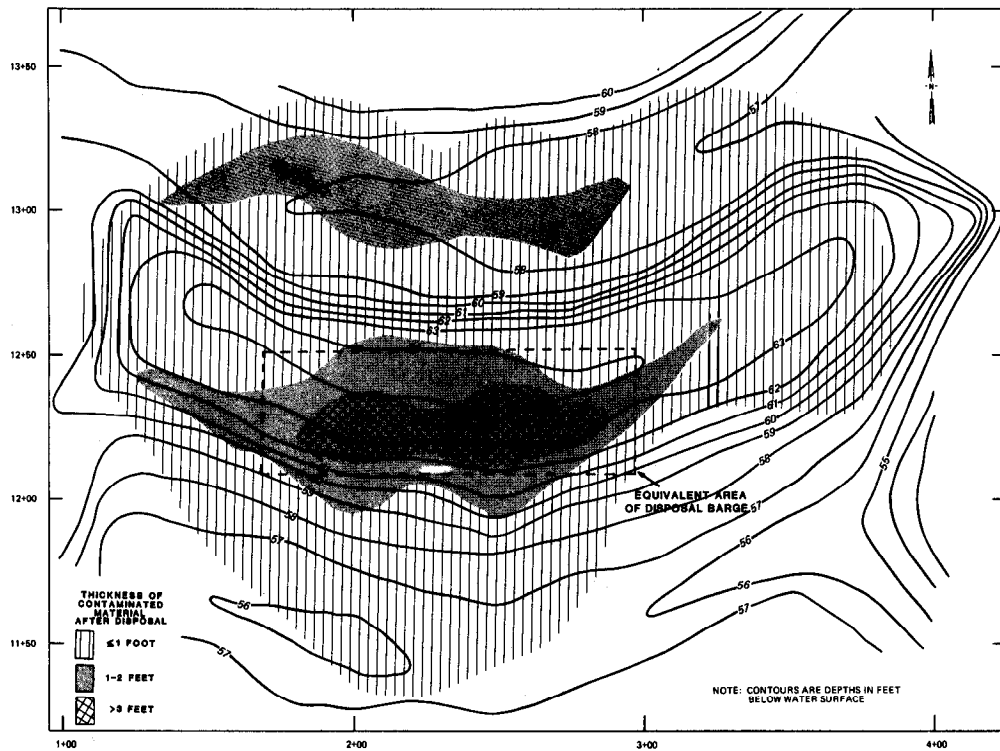 13+50
60
59
58
57
N
13+00
58
59
60
61
62
63
63
12+50
62
61
60
59
58
55
12+00
EQUIVALENT AREA
OF DISPOSAL BARGE
57
59
58
57
56
56
57
THICKNESS OF
CONTAMINATED
MATERIAL
AFTER DISPOSAL
≤1 FOOT
1-2 FEET
>3 FEET
56
57
11+50
NOTE: CONTOURS ARE DEPTHS IN FEET
BELOW WATER SURFACE
1+00
2+00
3+00
4+00